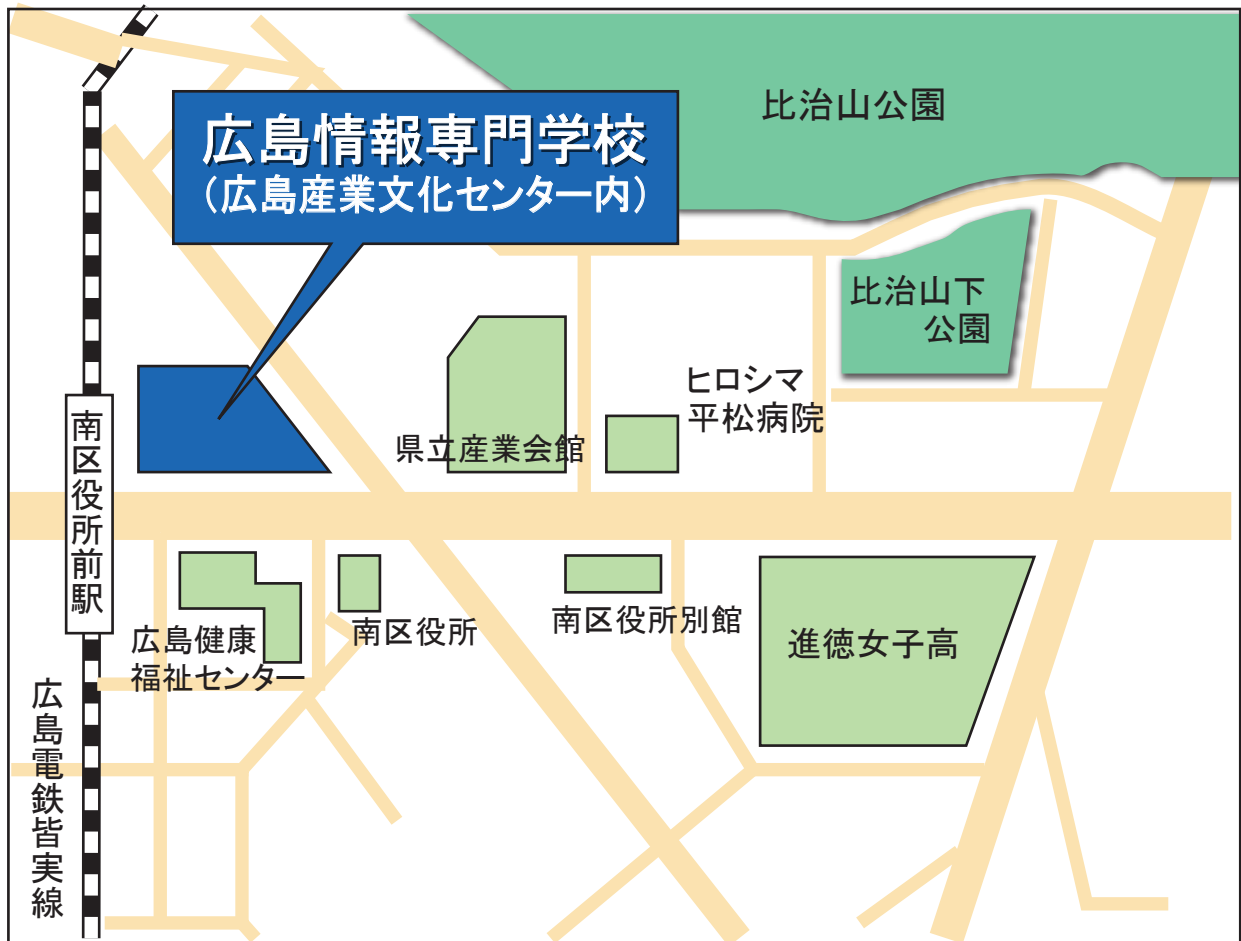 比治山公園
広島情報専門学校
（広島産業文化センター内）
比治山下
公園
ヒロシマ
平松病院
県立産業会館
南区役所前駅
広島健康
福祉センター
南区役所
南区役所別館
進徳女子高
広島電鉄皆実線